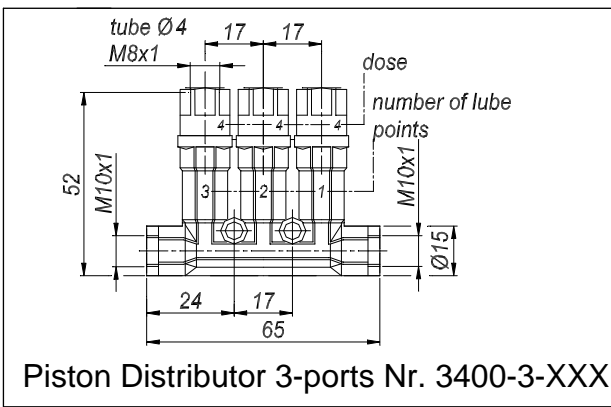 tube Ø4
M8x1
17
17
dose
number of lube
points
4
4
4
3
2
1
52
M10x1
M10x1
Ø15
24
17
65
Piston Distributor 3-ports Nr. 3400-3-XXX